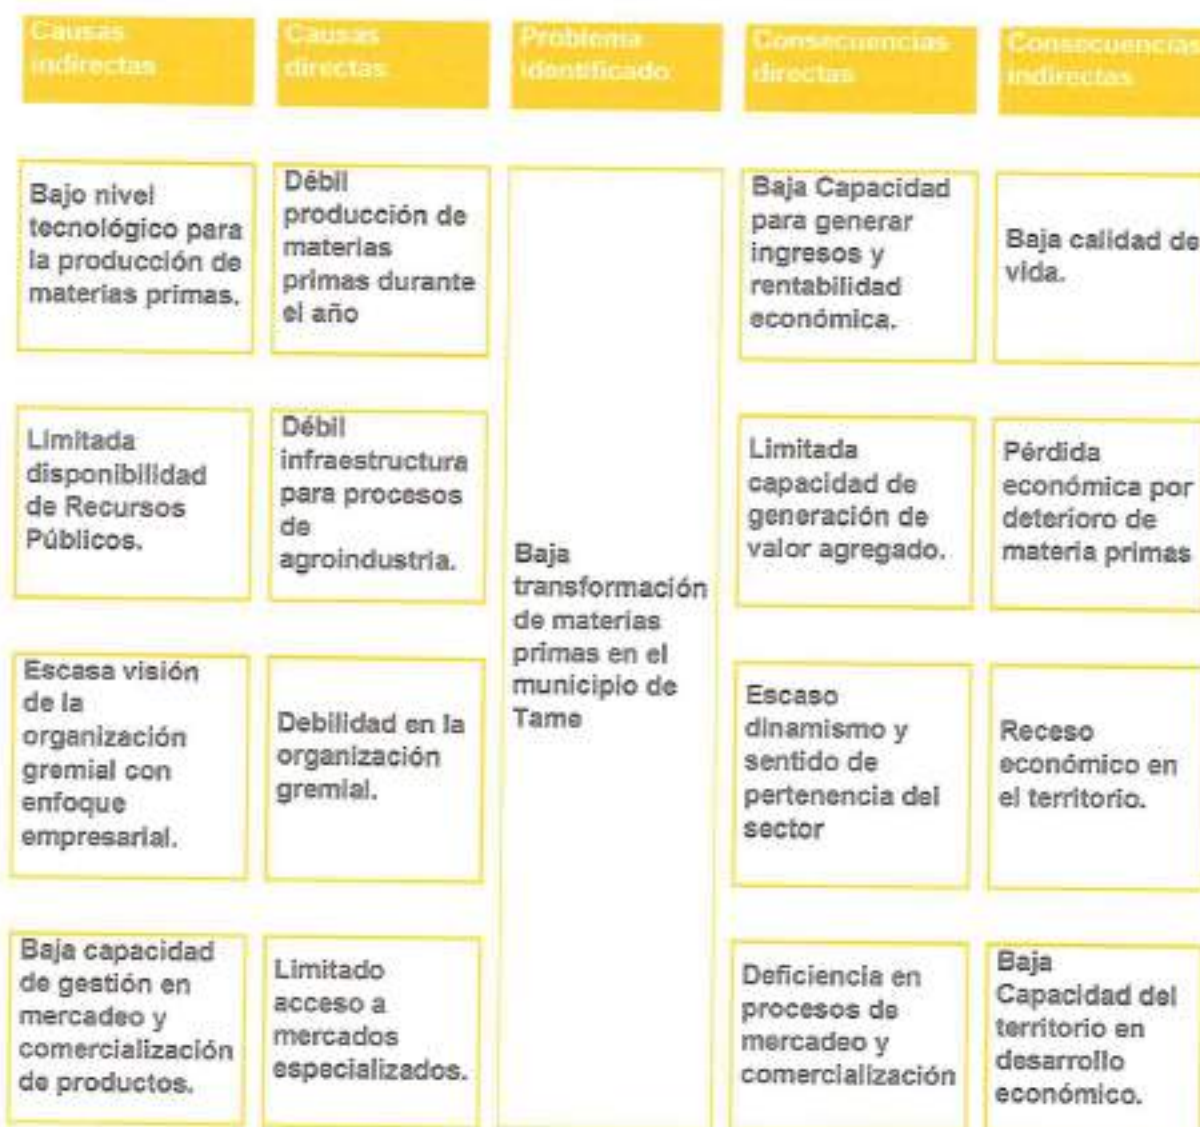 Causas
indirectas
Causas
directas
Problema
identificado
Consecuencias
directas
Consecuencias
indirectas
Bajo nivel
tecnológico para
la producción de
materias primas.
Débil
producción de
materias
primas durante
el año
Baja Capacidad
para generar
ingresos y
rentabilidad
económica.
Baja calidad de
vida.
Limitada
disponibilidad
de Recursos
Públicos.
Débil
infraestructura
para procesos
de
agroindustria.
Baja
transformación
de materias
primas en el
municipio de
Tame
Limitada
capacidad de
generación de
valor agregado.
Pérdida
económica por
deterioro de
materia primas
Escasa visión
de la
organización
gremial con
enfoque
empresarial.
Debilidad en la
organización
gremial.
Escaso
dinamismo y
sentido de
pertenencia del
sector
Receso
económico en
el territorio.
Baja capacidad
de gestión en
mercadeo y
comercialización
de productos.
Limitado
acceso a
mercados
especializados.
Deficiencia en
procesos de
mercadeo y
comercialización
Baja
Capacidad del
territorio en
desarrollo
económico.